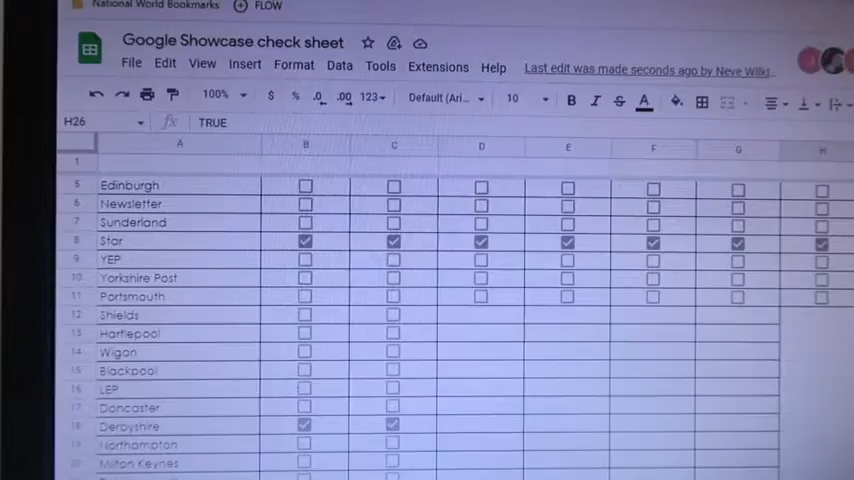 National World Bookmarks FLOW
Google Showcase check sheet
File Edit View Insert Format Data Tools Extensions Help Last edit was made seconds ago by Neve Wilki...
100% $ % .0 .00 123 Default (Ari... 10 B I S A
H26 fx TRUE
A B C D E F G H
1
5 Edinburgh
6 Newsletter
7 Sunderland
8 Star
9 YEP
10 Yorkshire Post
11 Portsmouth
12 Shields
13 Hartlepool
14 Wigan
15 Blackpool
16 LEP
17 Doncaster
18 Derbyshire
19 Northampton
20 Milton Keynes